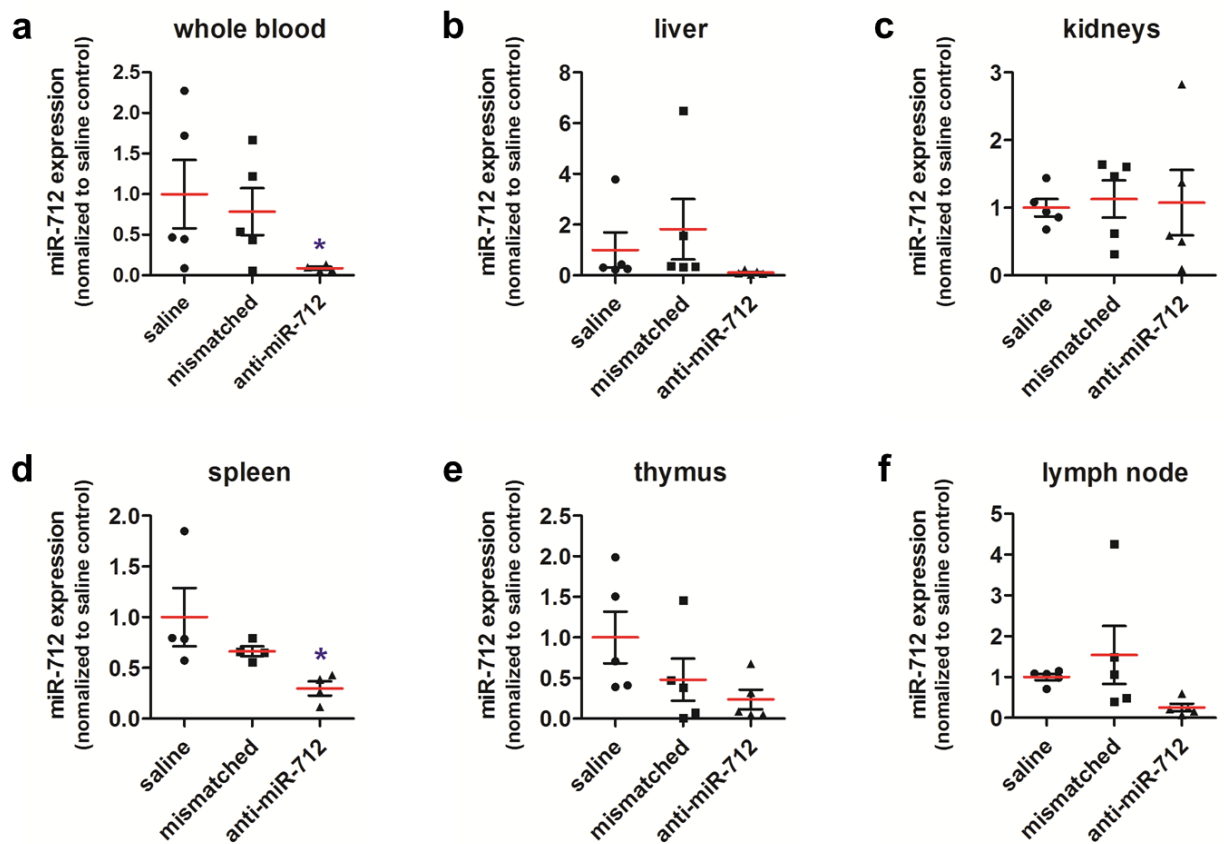 a
whole blood
miR-712 expression
(nomalized to saline control)
2.5
2.0
1.5
1.0
0.5
0.0
*
saline
mismatched
anti-miR-712
b
liver
miR-712 expression
(nomalized to saline control)
8
6
4
2
0
saline
mismatched
anti-miR-712
c
kidneys
miR-712 expression
(nomalized to saline control)
3
2
1
0
saline
mismatched
anti-miR-712
d
spleen
miR-712 expression
(nomalized to saline control)
2.0
1.5
1.0
0.5
0.0
*
saline
mismatched
anti-miR-712
e
thymus
miR-712 expression
(nomalized to saline control)
2.5
2.0
1.5
1.0
0.5
0.0
saline
mismatched
anti-miR-712
f
lymph node
miR-712 expression
(nomalized to saline control)
5
4
3
2
1
0
saline
mismatched
anti-miR-712